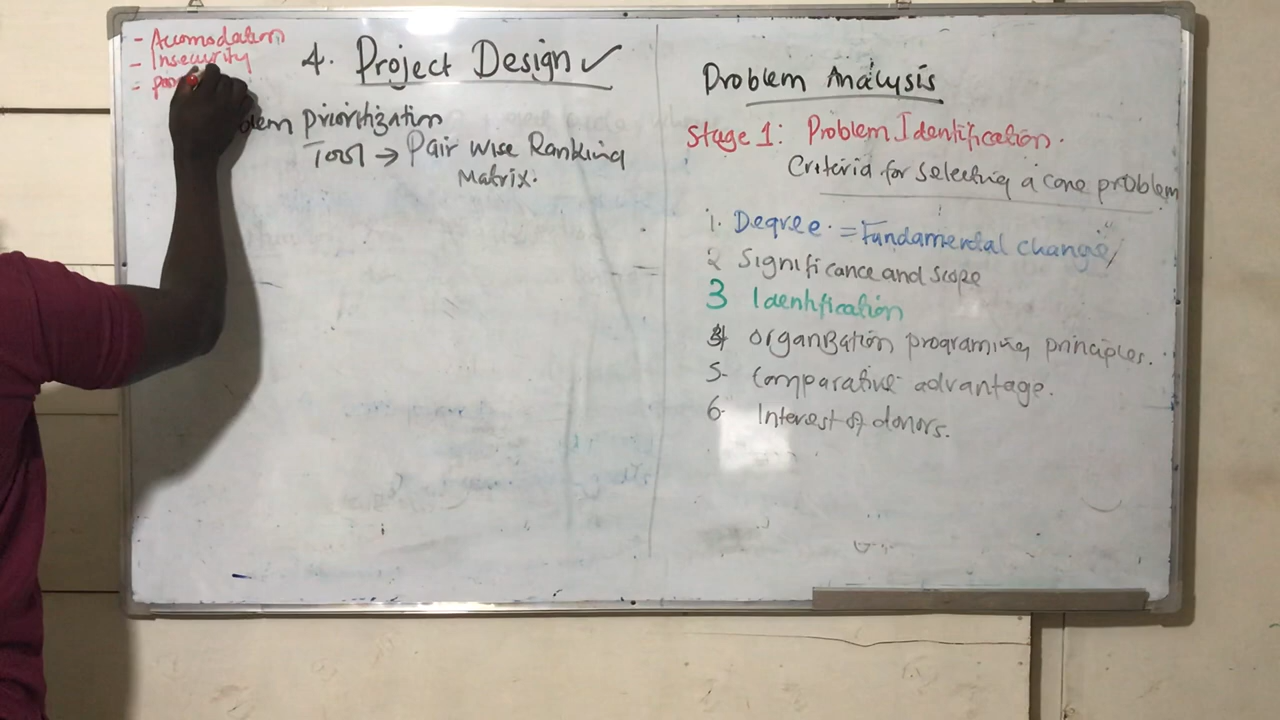 - Accomodation
- Insecurity
4. Project Design ✓
prioritization
Tool → Pair wise Ranking
Matrix.
Problem Analysis
Stage 1: Problem Identification.
Criteria for selecting a core problem
1. Degree. = Fundamental change
2 Significance and scope
3 Identification
4 Organization programing principles.
5- Comparative advantage.
6- Interest of donors.